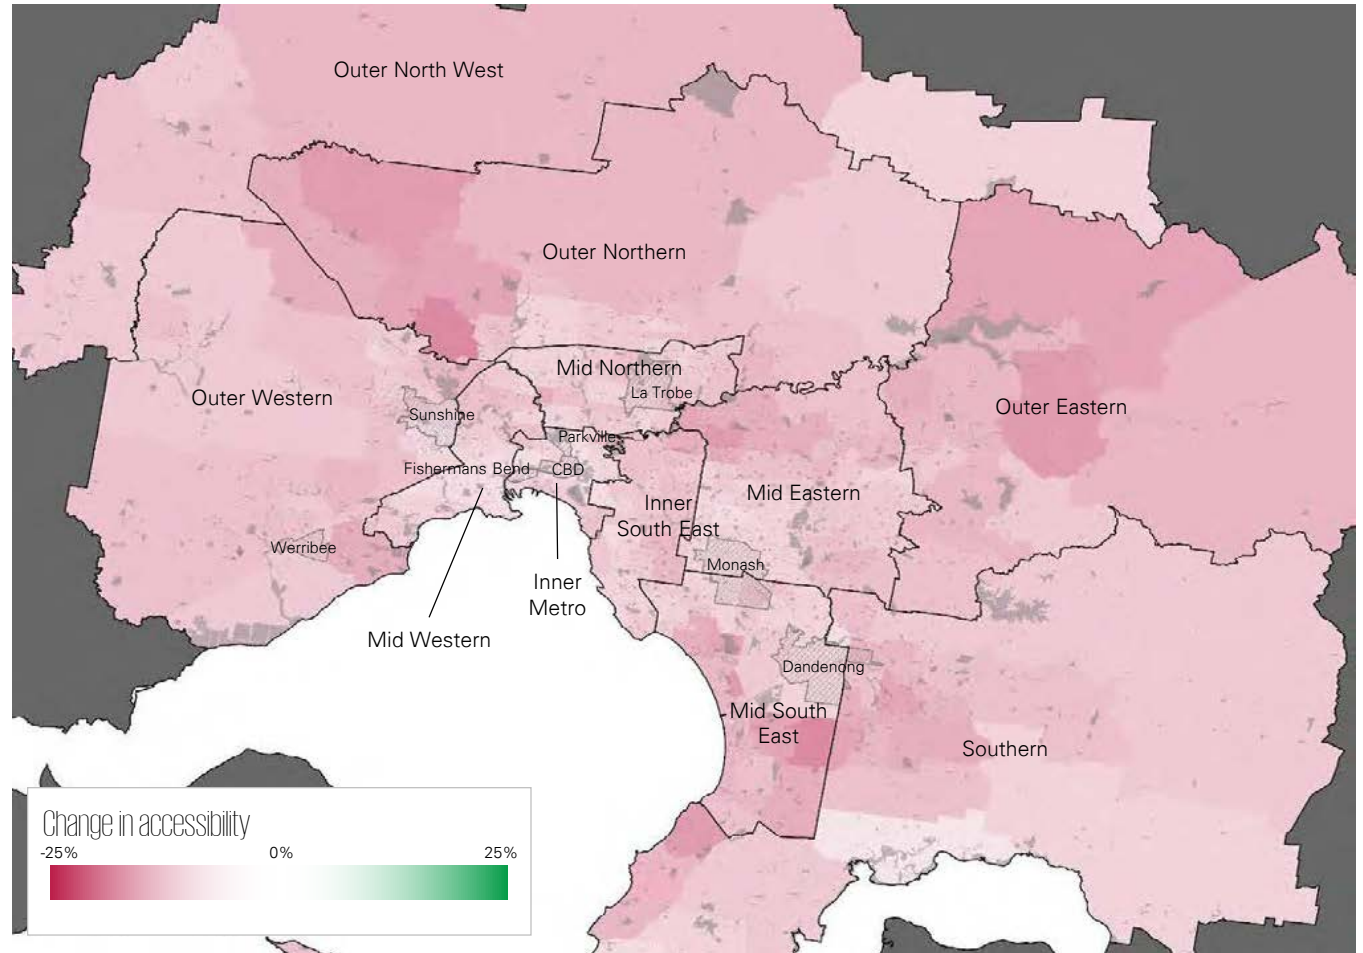 Outer North West
Outer Northern
Mid Northern
La Trobe
Outer Western
Sunshine
Parkville
Outer Eastern
Fishermans Bend
CBD
Mid Eastern
Inner
South East
Werribee
Monash
Inner
Metro
Mid Western
Dandenong
Mid South
East
Southern
Change in accessibility
-25%
0%
25%